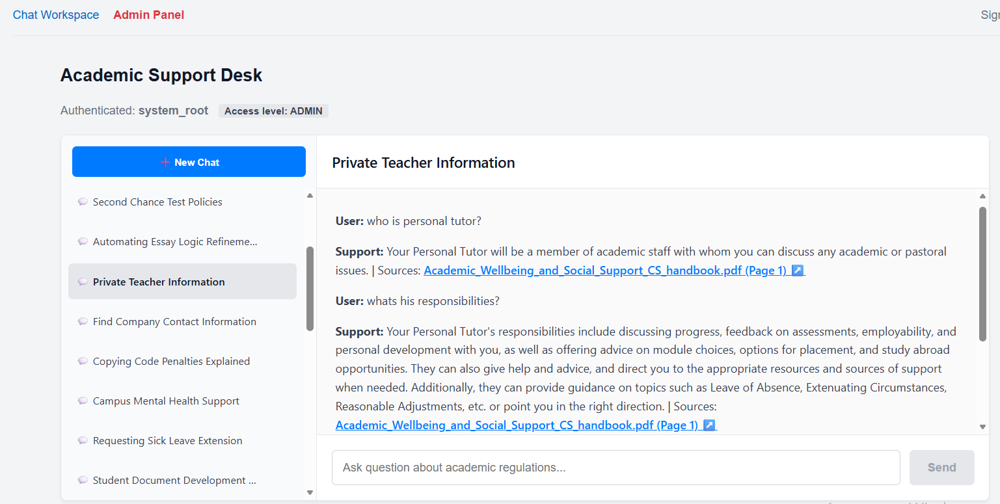 Chat Workspace Admin Panel
Academic Support Desk
Authenticated: system_root Access level: ADMIN
New Chat
Second Chance Test Policies
Automating Essay Logic Refineme...
Private Teacher Information
Find Company Contact Information
Copying Code Penalties Explained
Campus Mental Health Support
Requesting Sick Leave Extension
Student Document Development ...
Private Teacher Information
User: who is personal tutor?
Support: Your Personal Tutor will be a member of academic staff with whom you can discuss any academic or pastoral
issues. | Sources: Academic_Wellbeing_and_Social_Support_CS_handbook.pdf (Page 1)
User: whats his responsibilities?
Support: Your Personal Tutor's responsibilities include discussing progress, feedback on assessments, employability, and
personal development with you, as well as offering advice on module choices, options for placement, and study abroad
opportunities. They can also give help and advice, and direct you to the appropriate resources and sources of support
when needed. Additionally, they can provide guidance on topics such as Leave of Absence, Extenuating Circumstances,
Reasonable Adjustments, etc. or point you in the right direction. | Sources:
Academic_Wellbeing_and_Social_Support_CS_handbook.pdf (Page 1)
Ask question about academic regulations...
Send